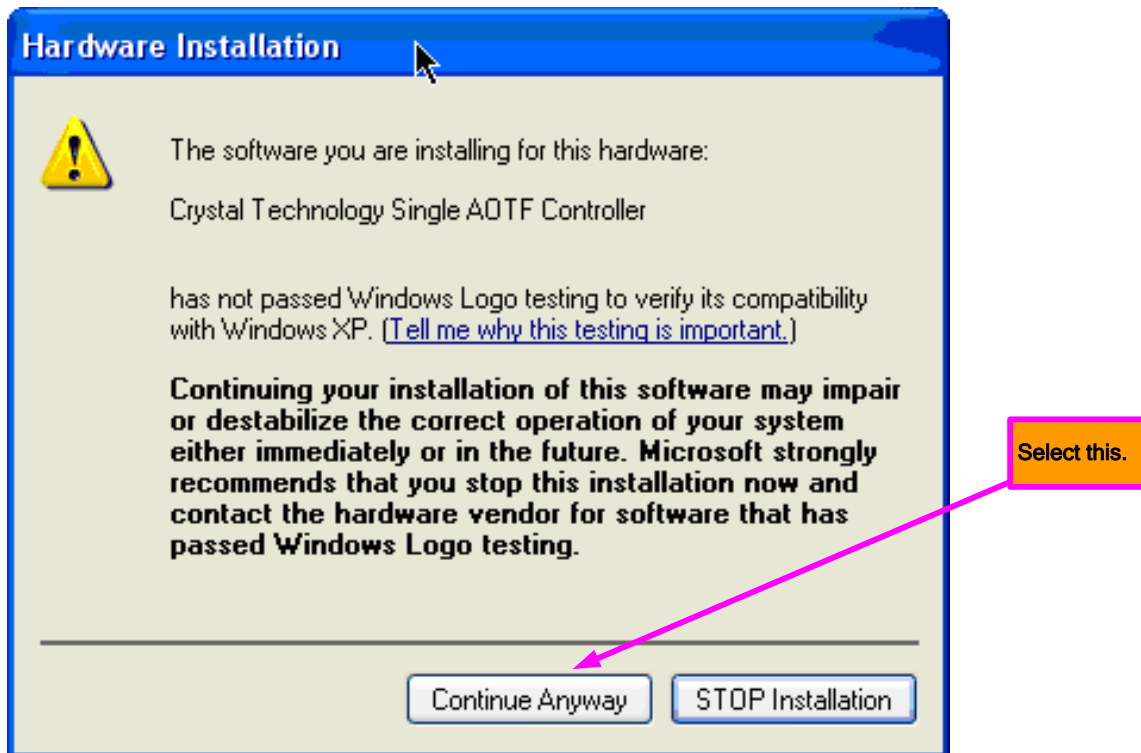 Hardware Installation
The software you are installing for this hardware:
Crystal Technology Single AOTF Controller
has not passed Windows Logo testing to verify its compatibility
with Windows XP. (Tell me why this testing is important.)
Continuing your installation of this software may impair
or destabilize the correct operation of your system
either immediately or in the future. Microsoft strongly
recommends that you stop this installation now and
contact the hardware vendor for software that has
passed Windows Logo testing.
Select this.
Continue Anyway
STOP Installation